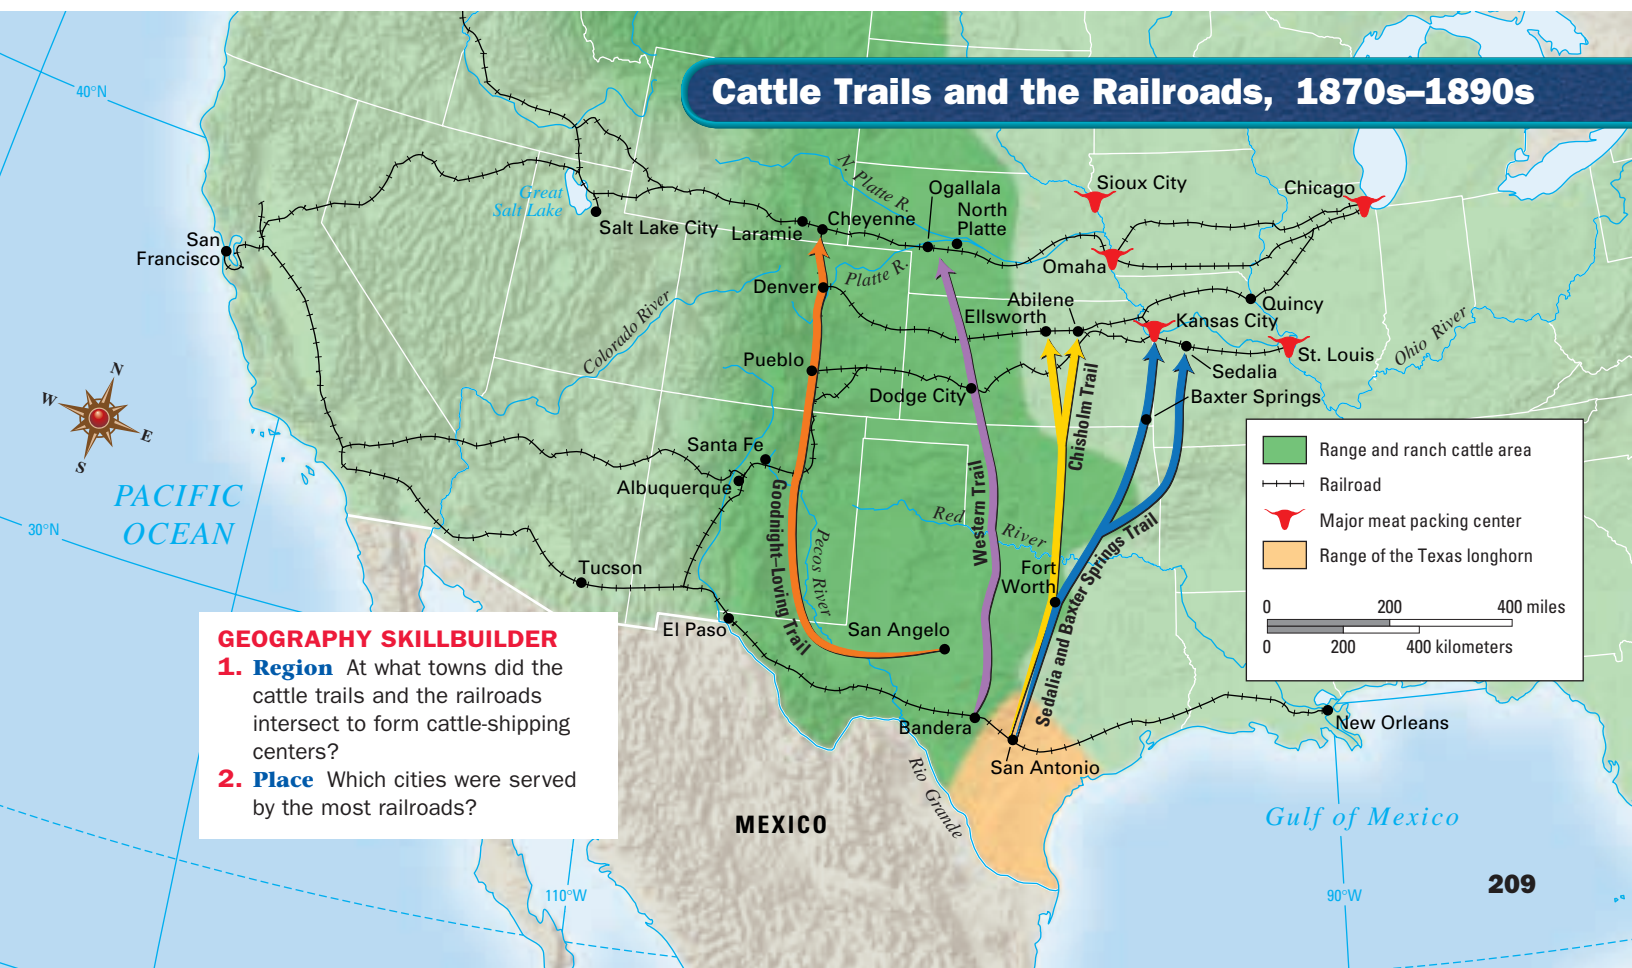 Cattle Trails and the Railroads, 1870s–1890s
40°N
30°N
110°W
90°W
N
W
E
S
PACIFIC
OCEAN
San
Francisco
Great
Salt Lake
Salt Lake City
Laramie
Cheyenne
N. Platte R.
Ogallala
North
Platte
Sioux City
Chicago
Omaha
Platte R.
Denver
Colorado River
Abilene
Ellsworth
Quincy
Kansas City
Ohio River
St. Louis
Sedalia
Pueblo
Dodge City
Baxter Springs
Chisholm Trail
Santa Fe
Albuquerque
Goodnight–Loving Trail
Pecos River
Western Trail
Red River
Sedalia and Baxter Springs Trail
Fort
Worth
Tucson
El Paso
San Angelo
Bandera
San Antonio
New Orleans
Rio Grande
MEXICO
Gulf of Mexico
Range and ranch cattle area
Railroad
Major meat packing center
Range of the Texas longhorn
0 200 400 miles
0 200 400 kilometers
GEOGRAPHY SKILLBUILDER
1. Region At what towns did the
cattle trails and the railroads
intersect to form cattle-shipping
centers?
2. Place Which cities were served
by the most railroads?
209